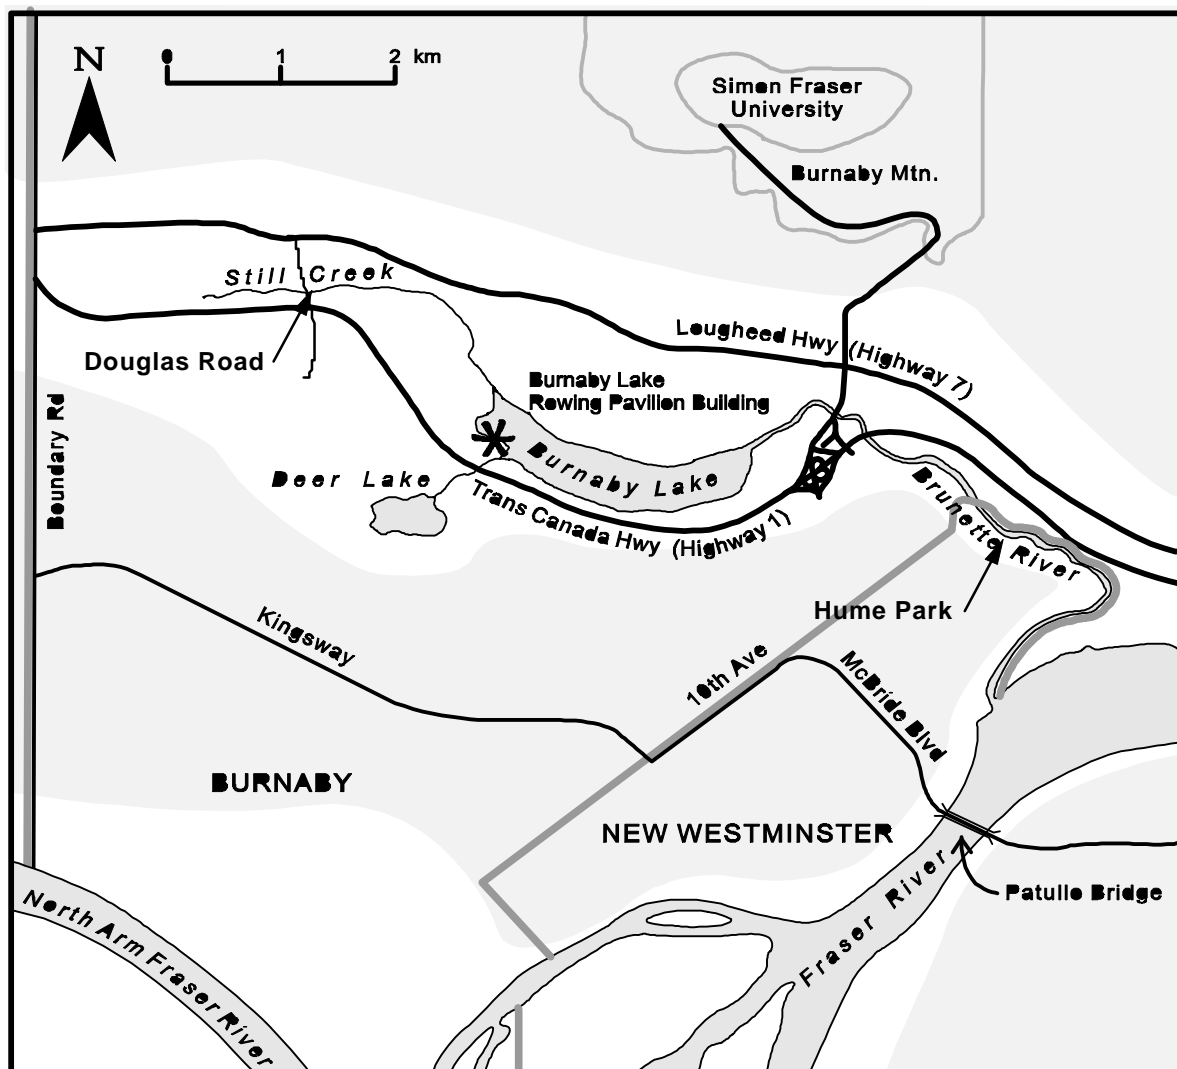 N
0 1 2 km
Simon Fraser
University
Burnaby Mtn.
Still Creek
Lougheed Hwy (Highway 7)
Douglas Road
Burnaby Lake
Rowing Pavilion Building
Boundary Rd
Deer Lake
Burnaby Lake
Trans Canada Hwy (Highway 1)
Brunette River
Hume Park
Kingsway
10th Ave
McBride Blvd
BURNABY
NEW WESTMINSTER
Patullo Bridge
Fraser River
North Arm Fraser River